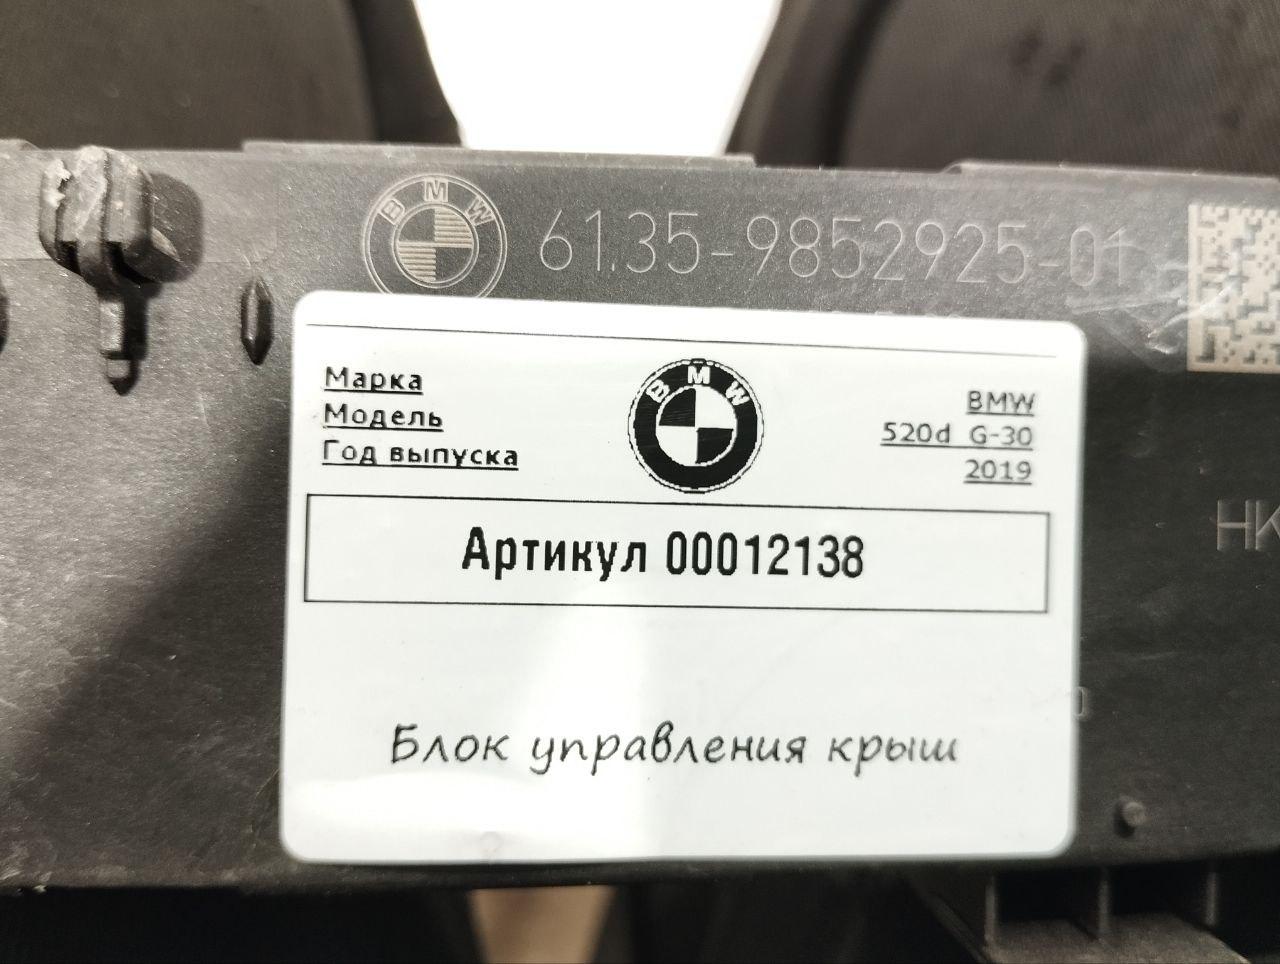 BMW 61.35-9852925-01
Марка BMW BMW
Модель 520d G-30
Год выпуска 2019
Артикул 00012138
HK
Блок управления крыш